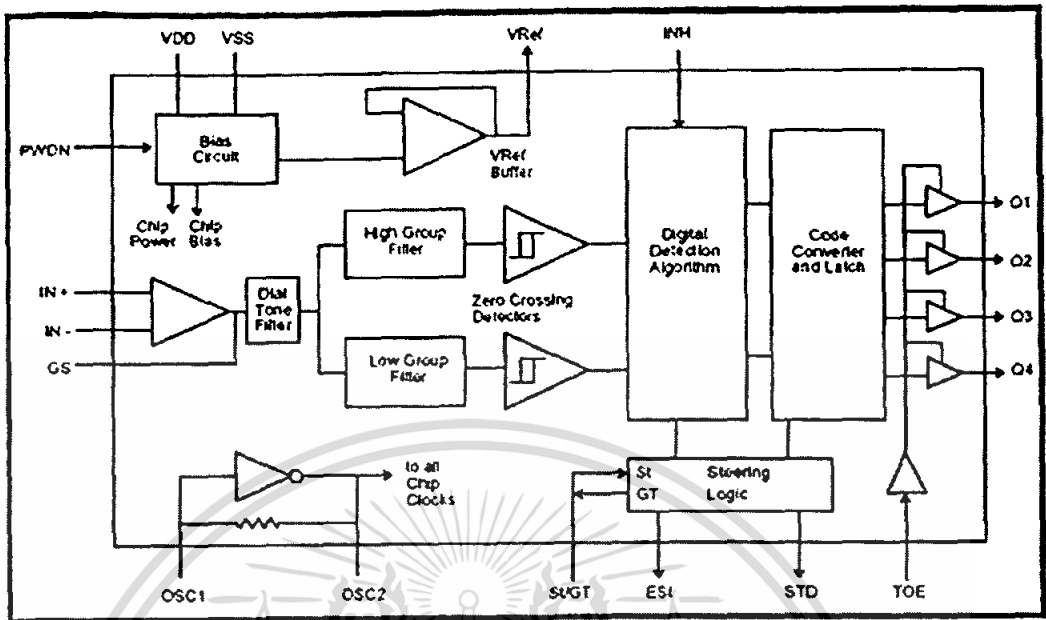 VDD
VSS
VRef
INH
PWDN
Bias
Circuit
VRef
Buffer
Chip
Power
Chip
Bias
High Group
Filter
Digital
Detection
Algorithm
Code
Converter
and Latch
Q1
Q2
Q3
Q4
IN +
IN -
GS
Dial
Tone
Filter
Zero Crossing
Detectors
Low Group
Filter
to all
Chip
Clocks
St
GT
Steering
Logic
OSC1
OSC2
St/GT
ESt
STD
TOE